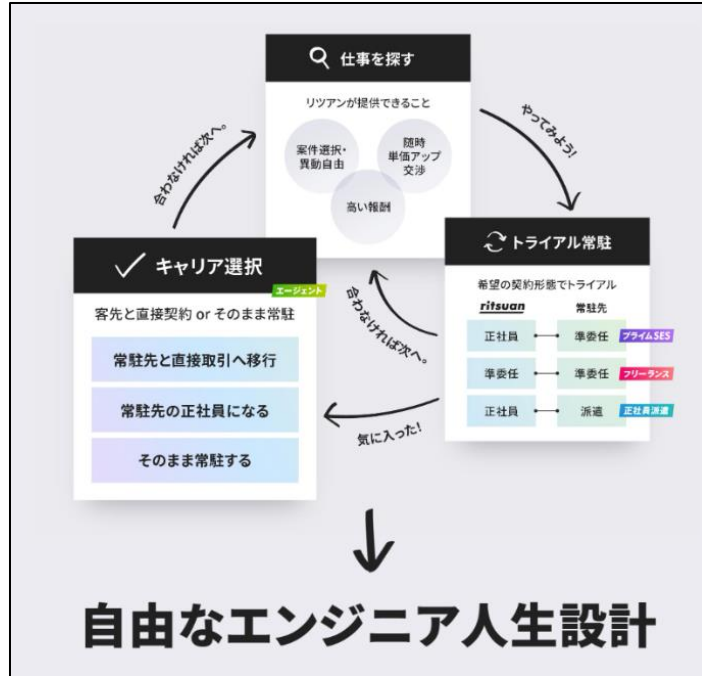 仕事を探す
リツアンが提供できること
案件選択・
異動自由
随時
単価アップ
交渉
高い報酬
合わなければ次へ。
やってみよう!
キャリア選択
エージェント
客先と直接契約 or そのまま常駐
常駐先と直接取引へ移行
常駐先の正社員になる
そのまま常駐する
トライアル常駐
希望の契約形態でトライアル
ritsuan 常駐先
正社員 準委任 プライムSES
準委任 準委任 フリーランス
正社員 派遣 正社員派遣
合わなければ次へ。
気に入った!
自由なエンジニア人生設計